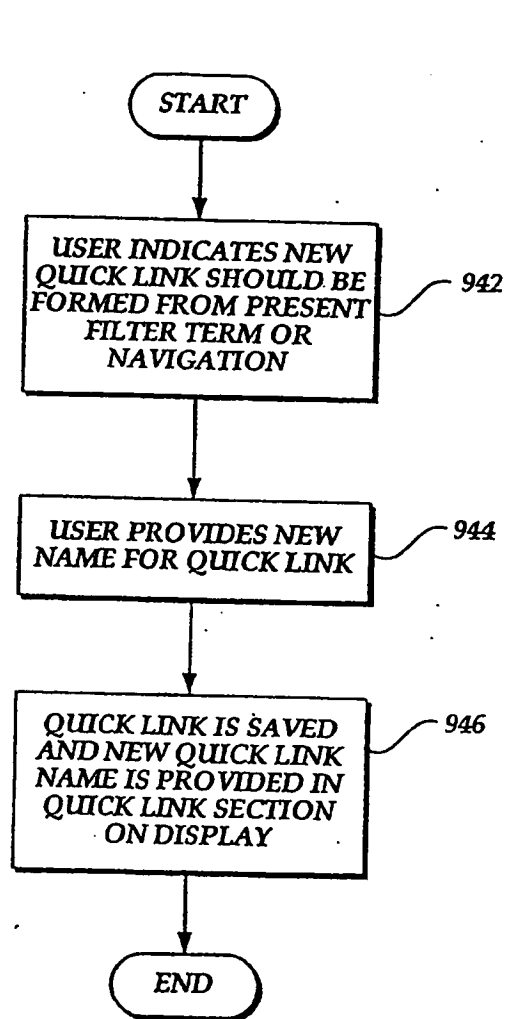 START
USER INDICATES NEW
QUICK LINK SHOULD BE
FORMED FROM PRESENT
FILTER TERM OR
NAVIGATION
942
USER PROVIDES NEW
NAME FOR QUICK LINK
944
QUICK LINK IS SAVED
AND NEW QUICK LINK
NAME IS PROVIDED IN
QUICK LINK SECTION
ON DISPLAY
946
END